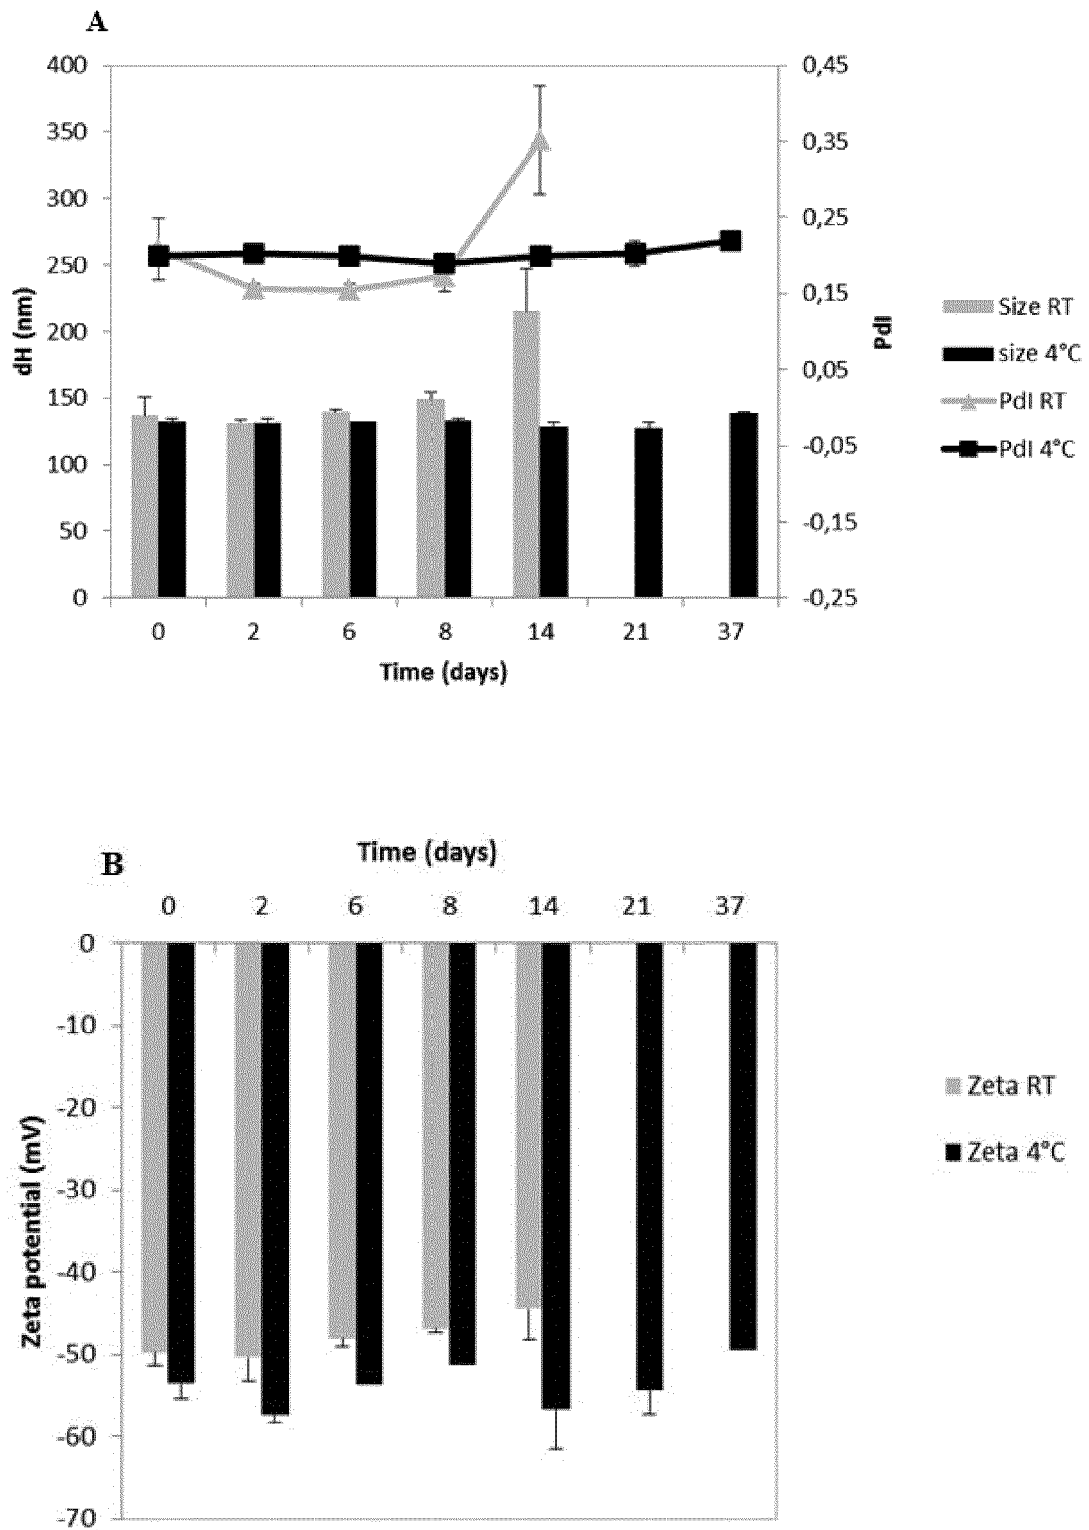 A
400
350
300
250
200
150
100
50
0
dH (nm)
0,45
0,35
0,25
0,15
0,05
-0,05
-0,15
-0,25
PdI
0 2 6 8 14 21 37
Time (days)
Size RT
size 4°C
PdI RT
PdI 4°C
B
Time (days)
0 2 6 8 14 21 37
0
-10
-20
-30
-40
-50
-60
-70
Zeta potential (mV)
Zeta RT
Zeta 4°C